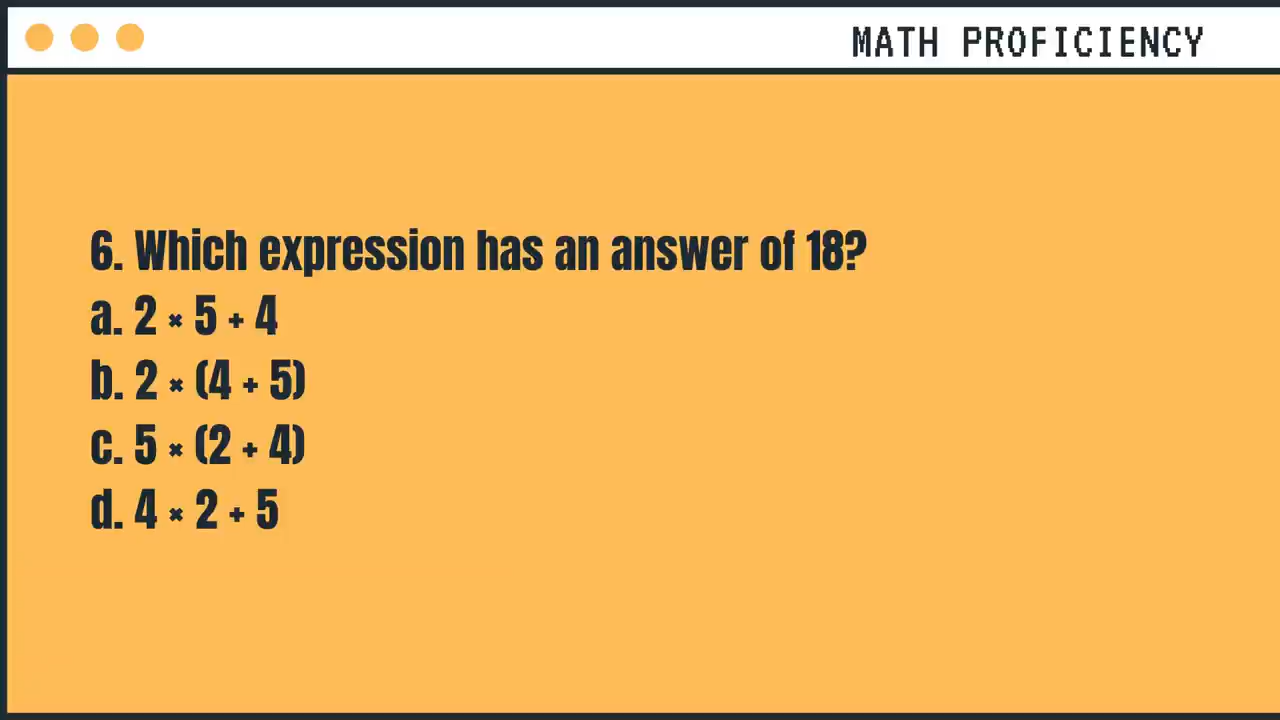 MATH PROFICIENCY
6. Which expression has an answer of 18?
a. 2 × 5 + 4
b. 2 × (4 + 5)
c. 5 × (2 + 4)
d. 4 × 2 + 5